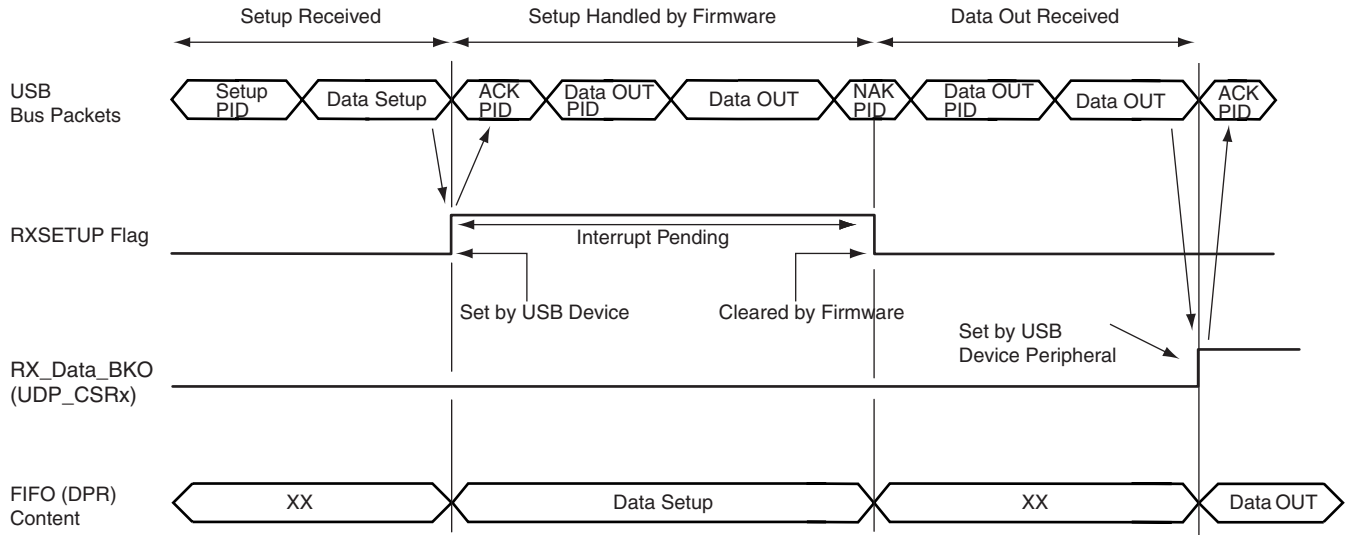 Setup Received
Setup Handled by Firmware
Data Out Received
USB
Bus Packets
Setup
PID
Data Setup
ACK
PID
Data OUT
PID
Data OUT
NAK
PID
Data OUT
PID
Data OUT
ACK
PID
RXSETUP Flag
Interrupt Pending
Set by USB Device
Cleared by Firmware
Set by USB
Device Peripheral
RX_Data_BKO
(UDP_CSRx)
FIFO (DPR)
Content
XX
Data Setup
XX
Data OUT